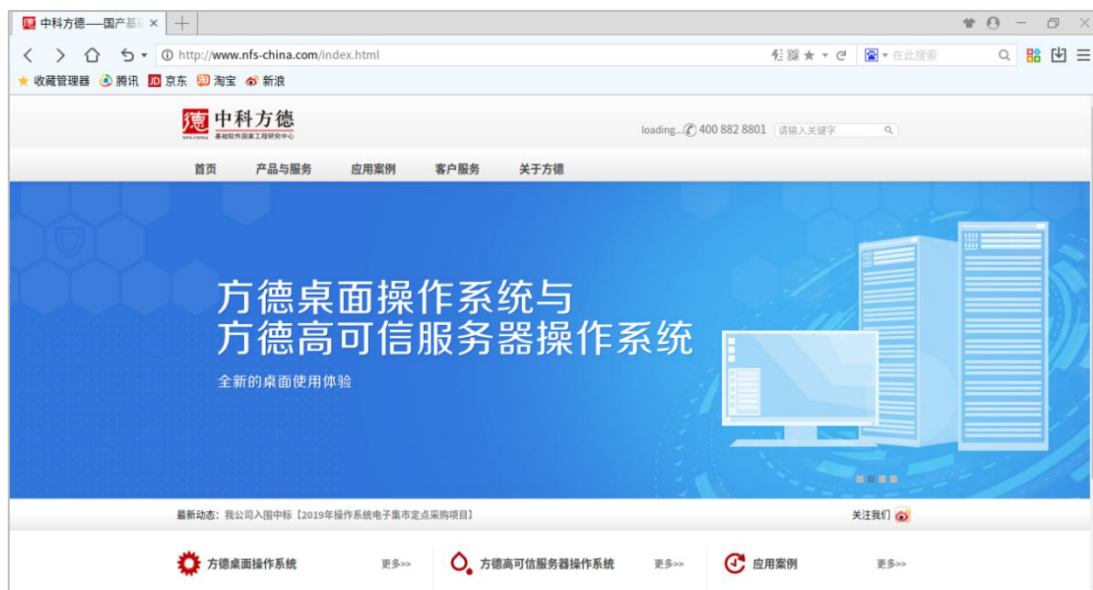 中科方德——国产基
http://www.nfs-china.com/index.html
在此搜索
收藏管理器 腾讯 JD 京东 淘宝 新浪
德 中科方德
NFS-CHINA 基础软件国家工程研究中心
loading... 400 882 8801 请输入关键字
首页 产品与服务 应用案例 客户服务 关于方德
方德桌面操作系统与
方德高可信服务器操作系统
全新的桌面使用体验
最新动态：我公司入围中标【2019年操作系统电子集市定点采购项目】 关注我们
方德桌面操作系统 更多>> 方德高可信服务器操作系统 更多>> 应用案例 更多>>